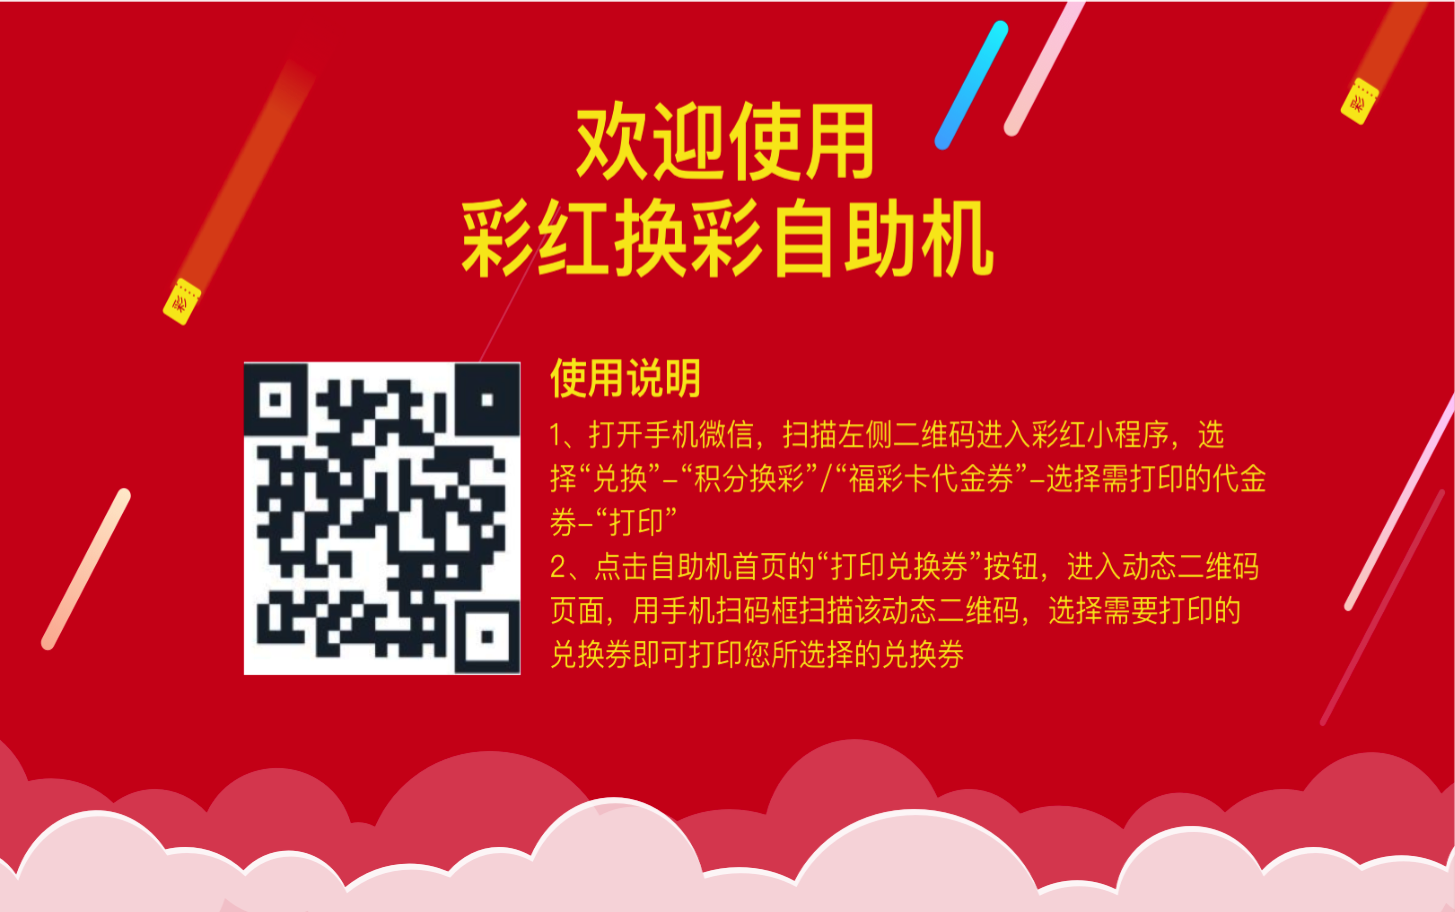 欢迎使用
彩红换彩自助机
使用说明
1、打开手机微信，扫描左侧二维码进入彩红小程序，选
择“兑换”–“积分换彩”/“福彩卡代金券”–选择需打印的代金
券–“打印”
2、点击自助机首页的“打印兑换券”按钮，进入动态二维码
页面，用手机扫码框扫描该动态二维码，选择需要打印的
兑换券即可打印您所选择的兑换券